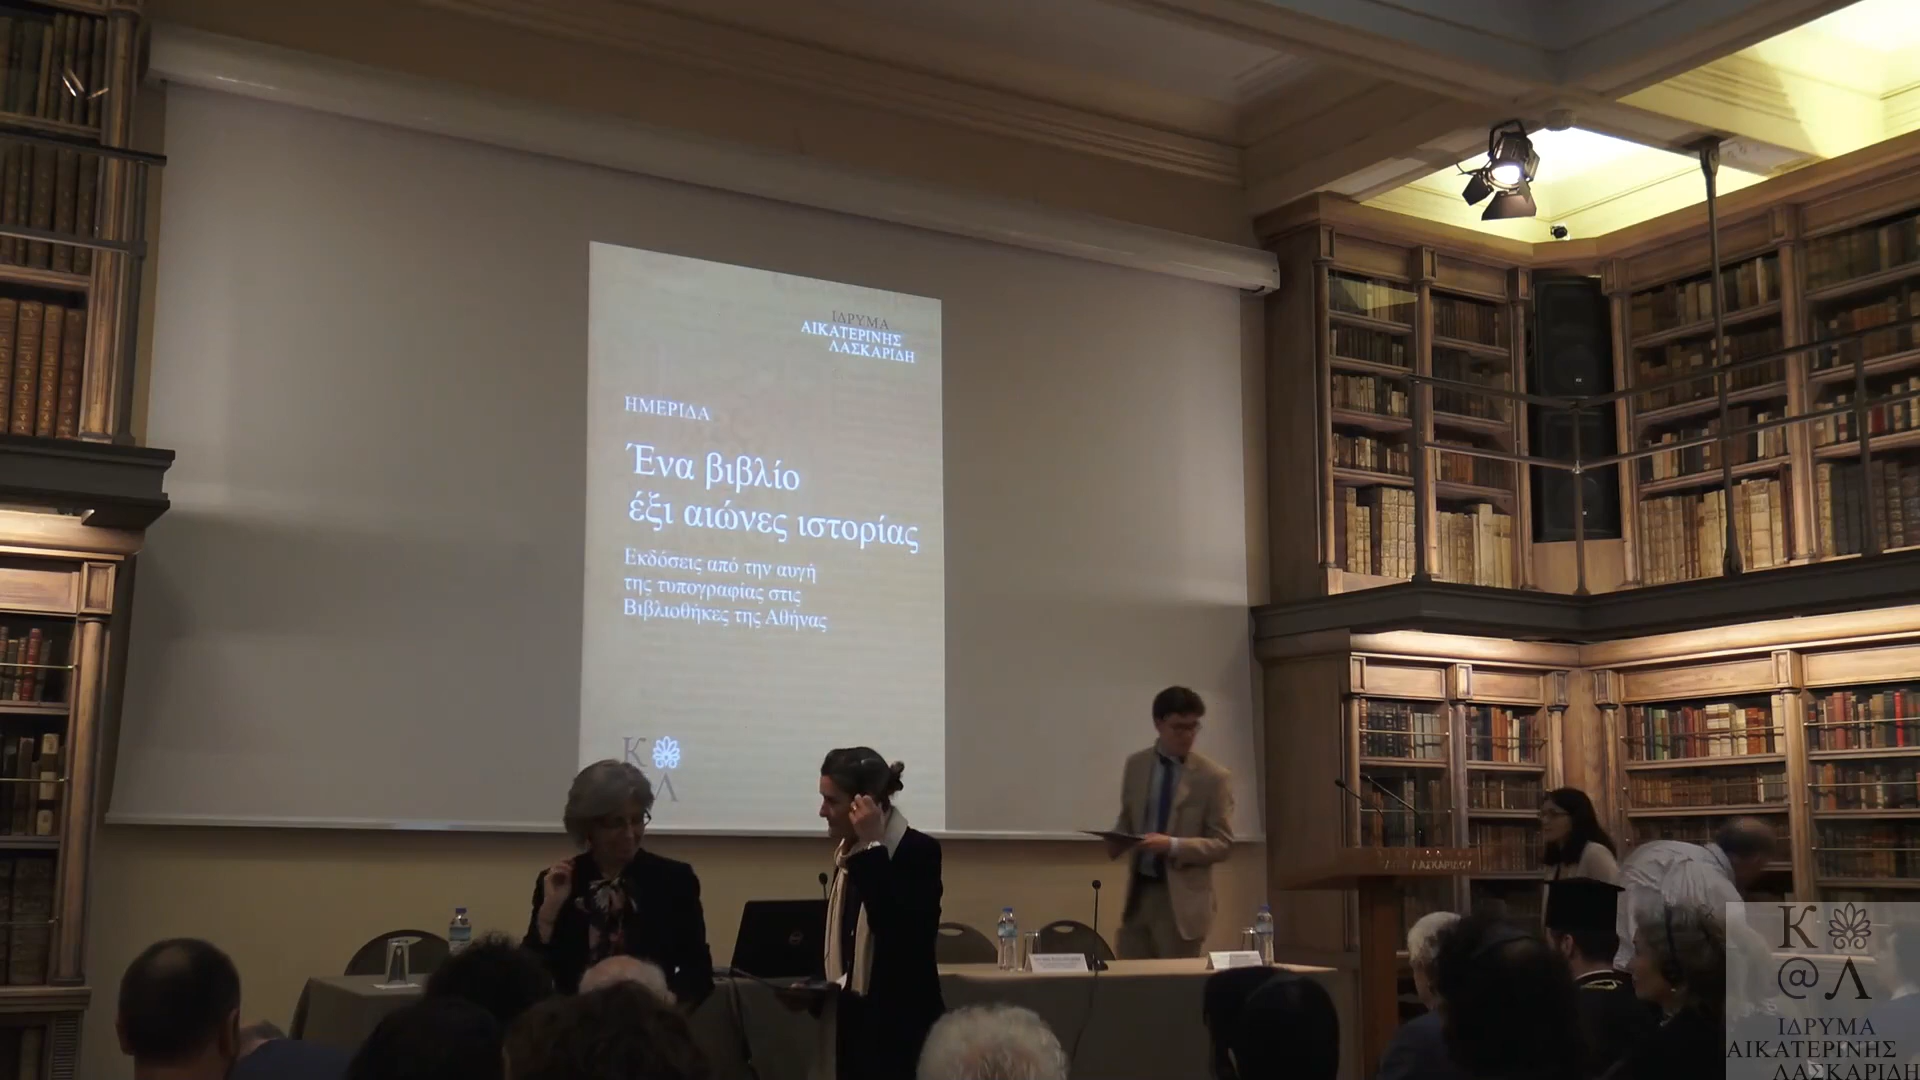 ΙΔΡΥΜΑ
ΑΙΚΑΤΕΡΙΝΗΣ
ΛΑΣΚΑΡΙΔΗ
ΗΜΕΡΙΔΑ
Ένα βιβλίο
έξι αιώνες ιστορίας
Εκδόσεις από την αυγή
της τυπογραφίας στις
Βιβλιοθήκες της Αθήνας
Κ
Λ
ΛΑΣΚΑΡΙΔΟΥ
Κ
@Λ
ΙΔΡΥΜΑ
ΑΙΚΑΤΕΡΙΝΗΣ
ΛΑΣΚΑΡΙΔΗ